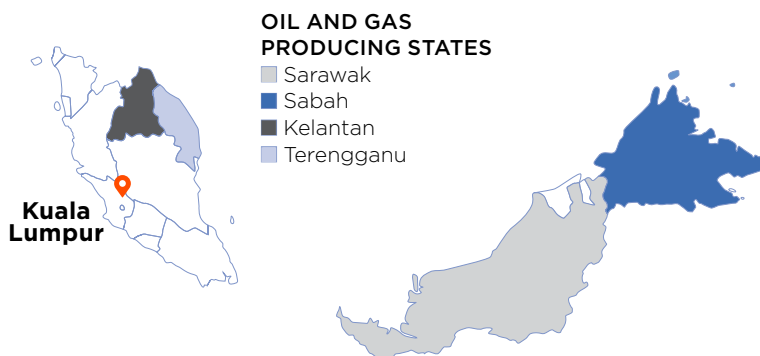 OIL AND GAS
PRODUCING STATES
Sarawak
Sabah
Kelantan
Terengganu
Kuala
Lumpur